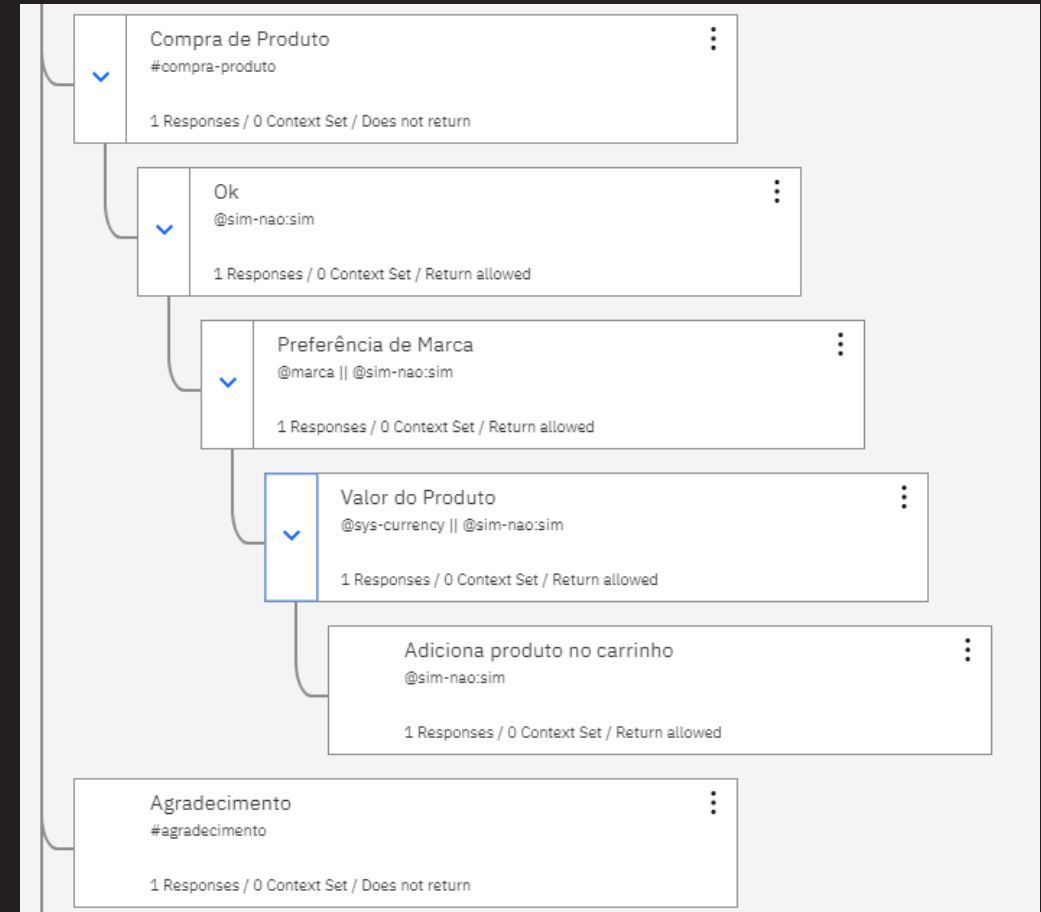 Compra de Produto
#compra-produto
1 Responses / 0 Context Set / Does not return
Ok
@sim-nao:sim
1 Responses / 0 Context Set / Return allowed
Preferência de Marca
@marca || @sim-nao:sim
1 Responses / 0 Context Set / Return allowed
Valor do Produto
@sys-currency || @sim-nao:sim
1 Responses / 0 Context Set / Return allowed
Adiciona produto no carrinho
@sim-nao:sim
1 Responses / 0 Context Set / Return allowed
Agradecimento
#agradecimento
1 Responses / 0 Context Set / Does not return